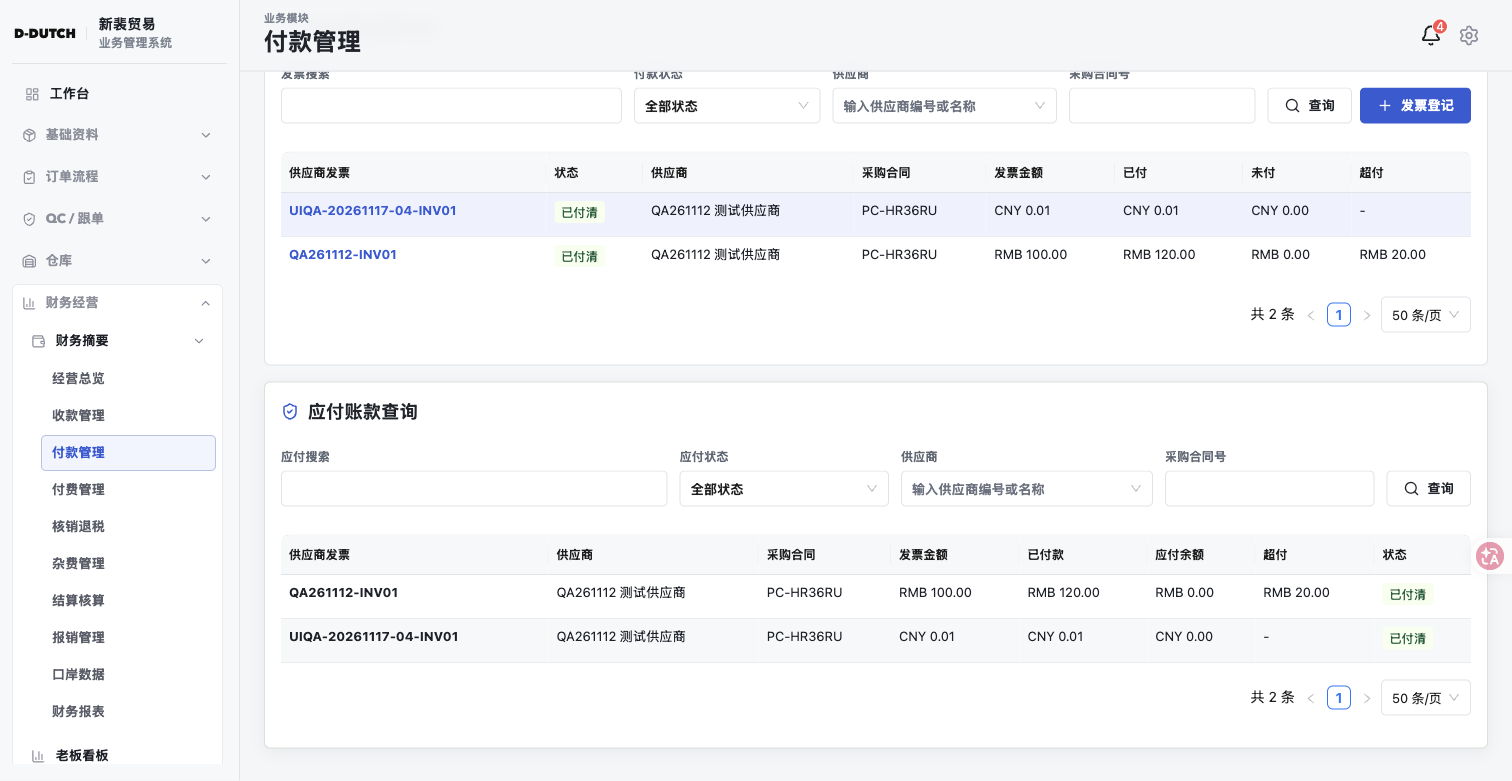 D-DUTCH
新装贸易
业务管理系统
工作台
基础资料
订单流程
QC / 跟单
仓库
财务经营
财务摘要
经营总览
收款管理
付款管理
付费管理
核销退税
杂费管理
结算核算
报销管理
口岸数据
财务报表
老板看板
业务模块
付款管理
4
发票搜索 付款状态 供应商 采购合同号
全部状态 输入供应商编号或名称 查询 发票登记
供应商发票 状态 供应商 采购合同 发票金额 已付 未付 超付
UIQA-20261117-04-INV01 已付清 QA261112 测试供应商 PC-HR36RU CNY 0.01 CNY 0.01 CNY 0.00 -
QA261112-INV01 已付清 QA261112 测试供应商 PC-HR36RU RMB 100.00 RMB 120.00 RMB 0.00 RMB 20.00
共 2 条 < 1 > 50 条/页
应付账款查询
应付搜索 应付状态 供应商 采购合同号
全部状态 输入供应商编号或名称 查询
供应商发票 供应商 采购合同 发票金额 已付款 应付余额 超付 状态
QA261112-INV01 QA261112 测试供应商 PC-HR36RU RMB 100.00 RMB 120.00 RMB 0.00 RMB 20.00 已付清
UIQA-20261117-04-INV01 QA261112 测试供应商 PC-HR36RU CNY 0.01 CNY 0.01 CNY 0.00 - 已付清
共 2 条 < 1 > 50 条/页